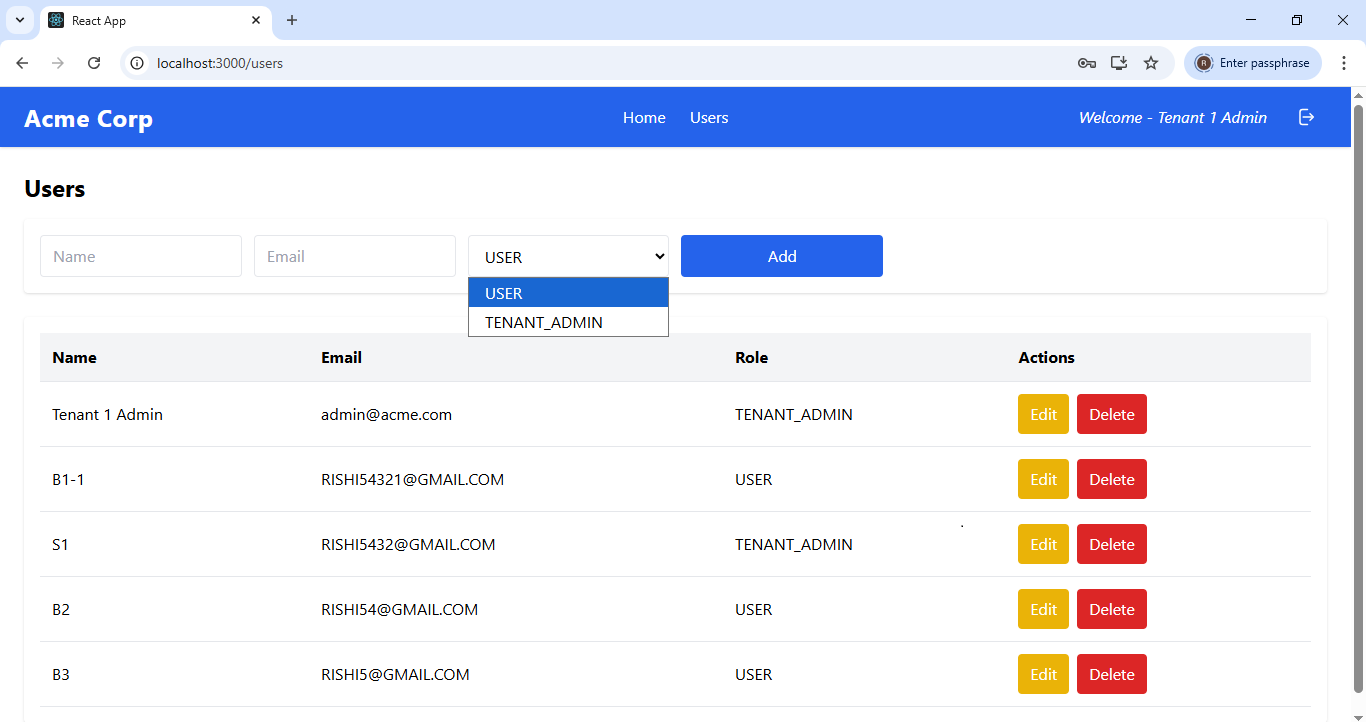 React App
localhost:3000/users
R Enter passphrase
Acme Corp Home Users Welcome - Tenant 1 Admin
Users
Name Email USER Add
USER
TENANT_ADMIN
Name Email Role Actions
Tenant 1 Admin admin@acme.com TENANT_ADMIN Edit Delete
B1-1 RISHI54321@GMAIL.COM USER Edit Delete
S1 RISHI5432@GMAIL.COM TENANT_ADMIN Edit Delete
B2 RISHI54@GMAIL.COM USER Edit Delete
B3 RISHI5@GMAIL.COM USER Edit Delete